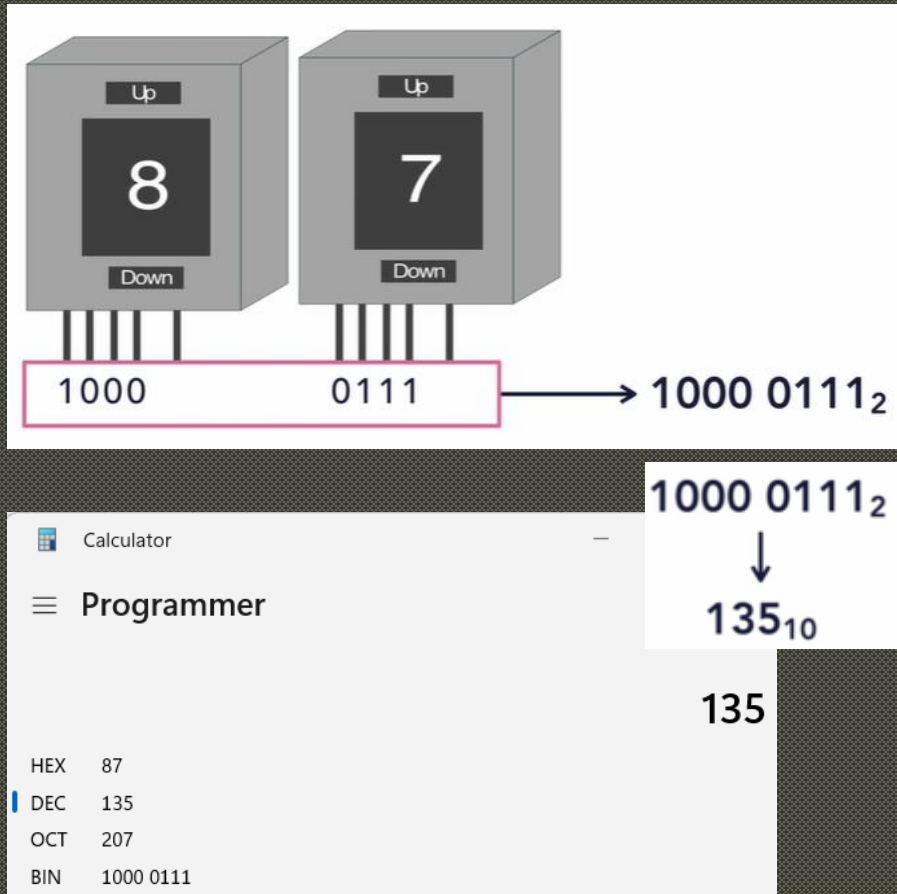 Up Up
8 7
Down Down
1000 0111 1000 0111₂
1000 0111₂
↓
135₁₀
Calculator
Programmer
135
HEX 87
DEC 135
OCT 207
BIN 1000 0111